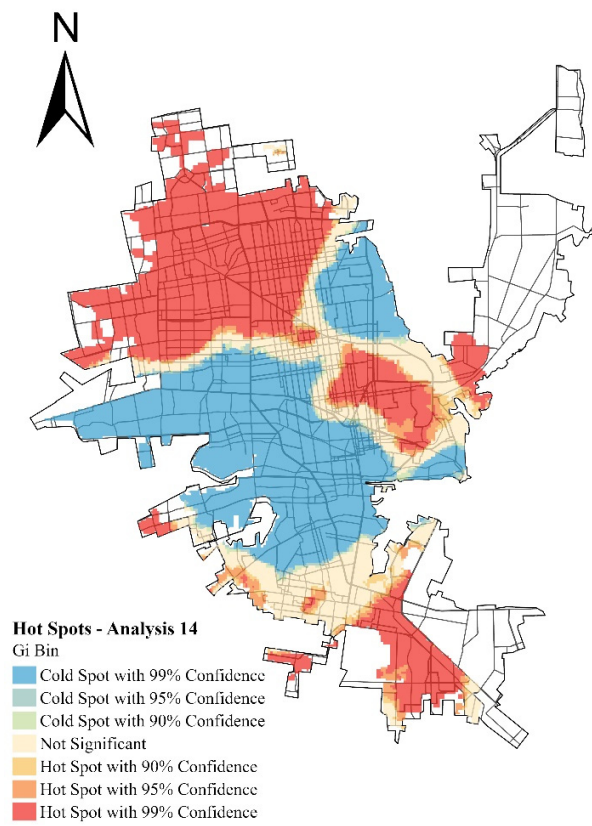 N
Hot Spots - Analysis 14
Gi Bin
Cold Spot with 99% Confidence
Cold Spot with 95% Confidence
Cold Spot with 90% Confidence
Not Significant
Hot Spot with 90% Confidence
Hot Spot with 95% Confidence
Hot Spot with 99% Confidence